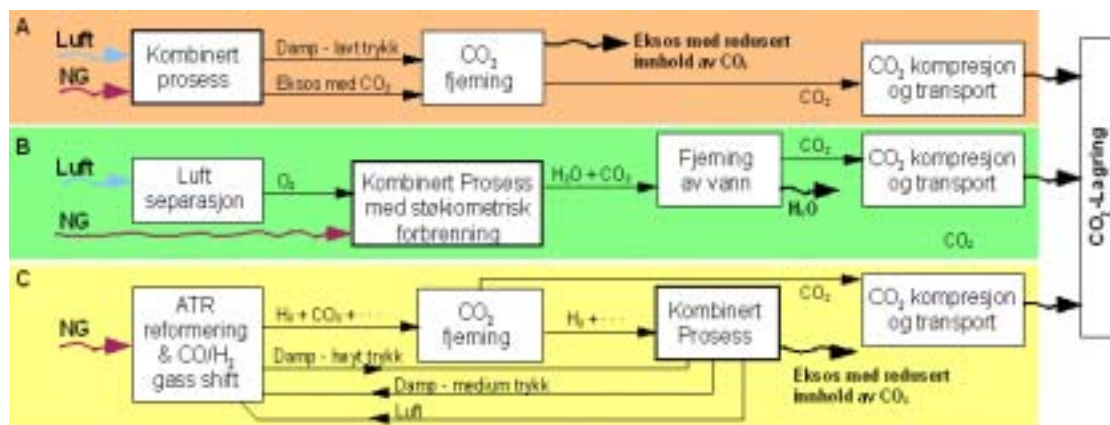 A
Luft
NG
Kombinert
prosess
Damp - lavt trykk
Eksos med CO₂
CO₂
fjerning
Eksos med redusert
innhold av CO₂
CO₂
CO₂ kompresjon
og transport
B
Luft
NG
Luft
separasjon
O₂
Kombinert Prosess
med støkiometrisk
forbrenning
H₂O + CO₂
Fjerning
av vann
CO₂
H₂O
CO₂ kompresjon
og transport
CO₂
C
NG
ATR
reformering
& CO/H₂
gass shift
H₂ + CO₂ + ·····
Damp - høyt trykk
Damp - medium trykk
Luft
CO₂
fjerning
H₂ + ·····
Kombinert
Prosess
CO₂
Eksos med redusert
innhold av CO₂
CO₂ kompresjon
og transport
CO₂-Lagring